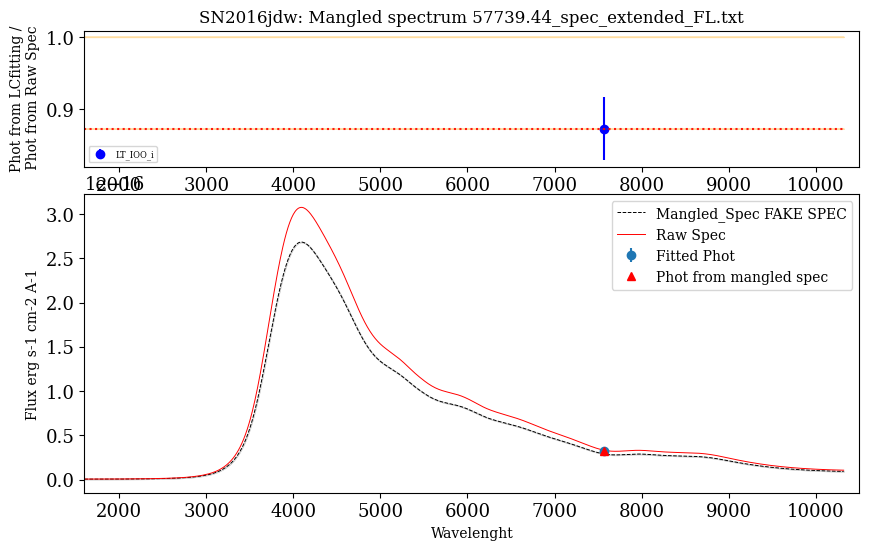 SN2016jdw: Mangled spectrum 57739.44_spec_extended_FL.txt
Phot from LCfitting /
Phot from Raw Spec
1.0
0.9
LT_IOO_i
2000 3000 4000 5000 6000 7000 8000 9000 10000
1e−16
Flux erg s-1 cm-2 A-1
3.0
2.5
2.0
1.5
1.0
0.5
0.0
Mangled_Spec FAKE SPEC
Raw Spec
Fitted Phot
Phot from mangled spec
2000 3000 4000 5000 6000 7000 8000 9000 10000
Wavelenght